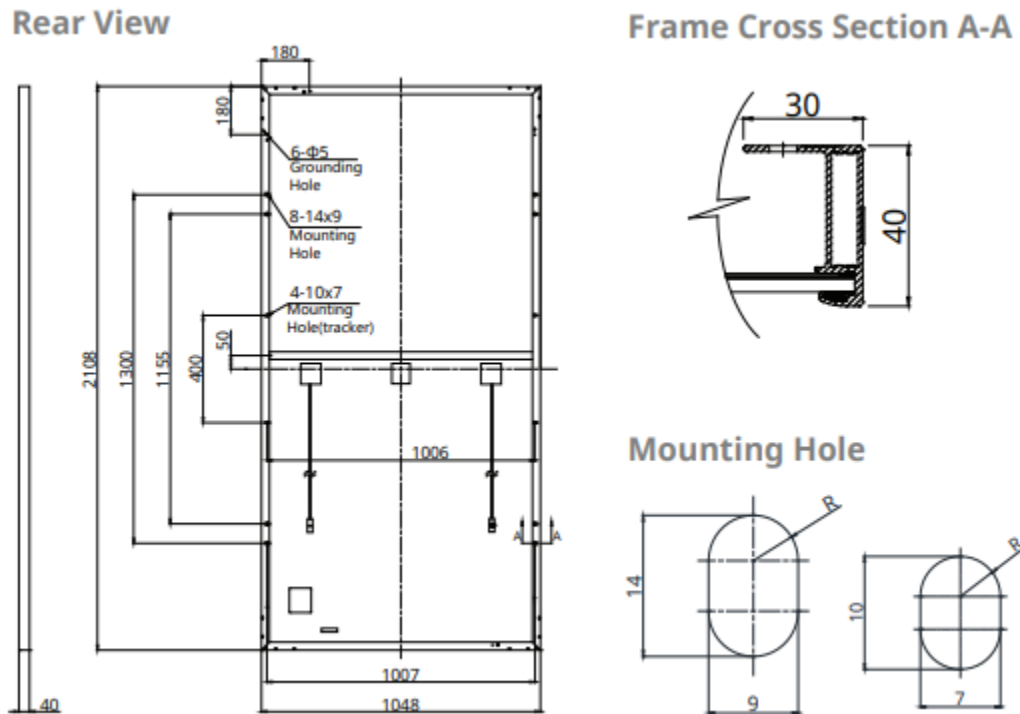 Rear View
Frame Cross Section A-A
180
180
6-Φ5
Grounding
Hole
8-14x9
Mounting
Hole
4-10x7
Mounting
Hole(tracker)
2108
1300
1155
400
50
1006
A
A
1007
1048
40
30
40
Mounting Hole
R
14
9
R
10
7